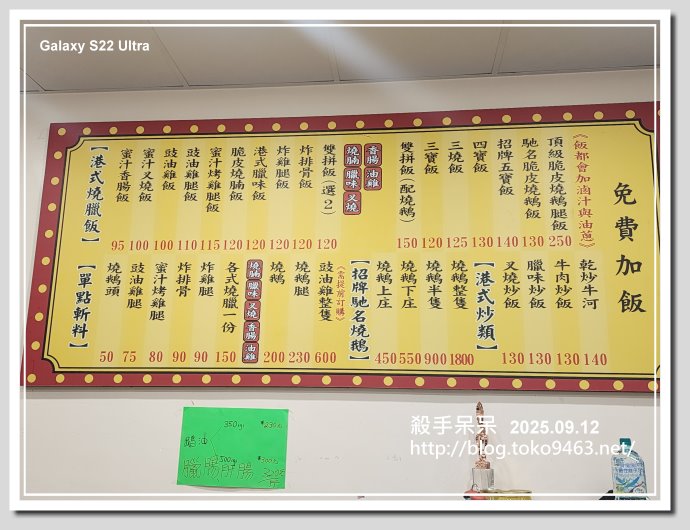 Galaxy S22 Ultra
【港式燒臘飯】
蜜汁香腸飯 95
蜜汁叉燒飯 100
豉油雞飯 100
豉油雞腿飯 110
蜜汁烤雞腿飯 115
脆皮燒腩飯 120
港式臘味飯 120
炸雞腿飯 120
炸排骨飯 120
雙拼飯(選2) 120
燒腩 臘味 叉燒
香腸 油雞
雙拼飯(配燒鵝) 150
三寶飯 120
三燒飯 125
四寶飯 130
招牌五寶飯 140
馳名脆皮燒鵝飯 130
頂級脆皮燒鵝腿飯 250
《飯都會加滷汁與油蔥》
免費加飯
【單點斬料】
燒鵝頭 50
豉油雞腿 75
蜜汁烤雞腿 80
炸排骨 90
炸雞腿 90
各式燒臘一份 150
燒腩 臘味 叉燒 香腸 油雞
燒鵝 200
燒鵝腿 230
豉油雞整隻 600
《需提前訂購》
【招牌馳名燒鵝】
燒鵝上庄 450
燒鵝下庄 550
燒鵝半隻 900
燒鵝整隻 1800
【港式炒類】
叉燒炒飯 130
臘味炒飯 130
牛肉炒飯 130
乾炒牛河 140
350g $230
鵝油
殺手呆呆 2025.09.12
http://blog.toko9463.net/